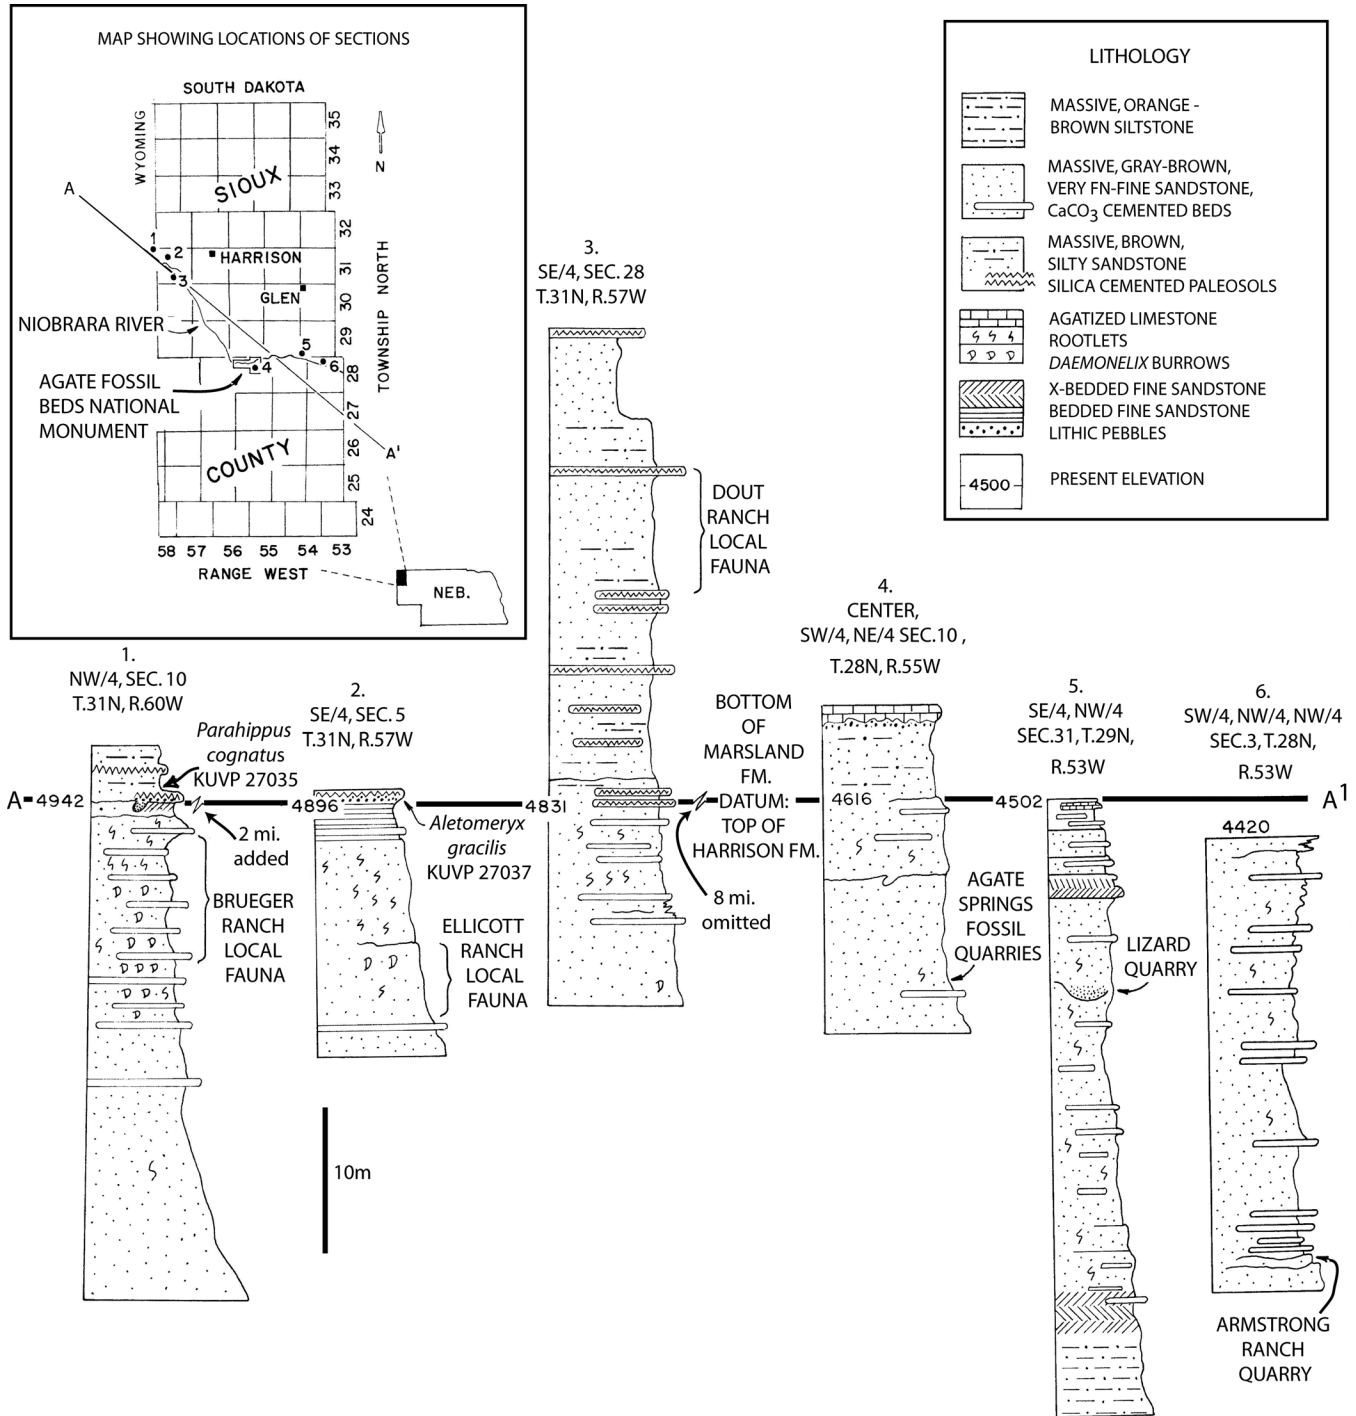 MAP SHOWING LOCATIONS OF SECTIONS
SOUTH DAKOTA
WYOMING
35
34
33
32
31
30
29
28
27
26
25
24
N
SIOUX
A
1
2
3
HARRISON
GLEN
TOWNSHIP NORTH
NIOBRARA RIVER
5
4
6
AGATE FOSSIL
BEDS NATIONAL
MONUMENT
COUNTY
A'
58 57 56 55 54 53
RANGE WEST
NEB.
LITHOLOGY
MASSIVE, ORANGE -
BROWN SILTSTONE
MASSIVE, GRAY-BROWN,
VERY FN-FINE SANDSTONE,
CaCO3 CEMENTED BEDS
MASSIVE, BROWN,
SILTY SANDSTONE
SILICA CEMENTED PALEOSOLS
AGATIZED LIMESTONE
ROOTLETS
D D D
DAEMONELIX BURROWS
X-BEDDED FINE SANDSTONE
BEDDED FINE SANDSTONE
LITHIC PEBBLES
4500
PRESENT ELEVATION
1.
NW/4, SEC. 10
T.31N, R.60W
Parahippus
cognatus
KUVP 27035
A
4942
2 mi.
added
BRUEGER
RANCH
LOCAL
FAUNA
D D
D D
D
D D
D D D
D D
D
2.
SE/4, SEC. 5
T.31N, R.57W
4896
Aletomeryx
gracilis
KUVP 27037
D D
ELLICOTT
RANCH
LOCAL
FAUNA
10m
3.
SE/4, SEC. 28
T.31N, R.57W
DOUT
RANCH
LOCAL
FAUNA
4831
D
BOTTOM
OF
MARSLAND
FM.
DATUM:
TOP OF
HARRISON FM.
8 mi.
omitted
4.
CENTER,
SW/4, NE/4 SEC.10 ,
T.28N, R.55W
4616
AGATE
SPRINGS
FOSSIL
QUARRIES
5.
SE/4, NW/4
SEC.31, T.29N,
R.53W
4502
LIZARD
QUARRY
6.
SW/4, NW/4, NW/4
SEC.3, T.28N,
R.53W
A1
4420
ARMSTRONG
RANCH
QUARRY